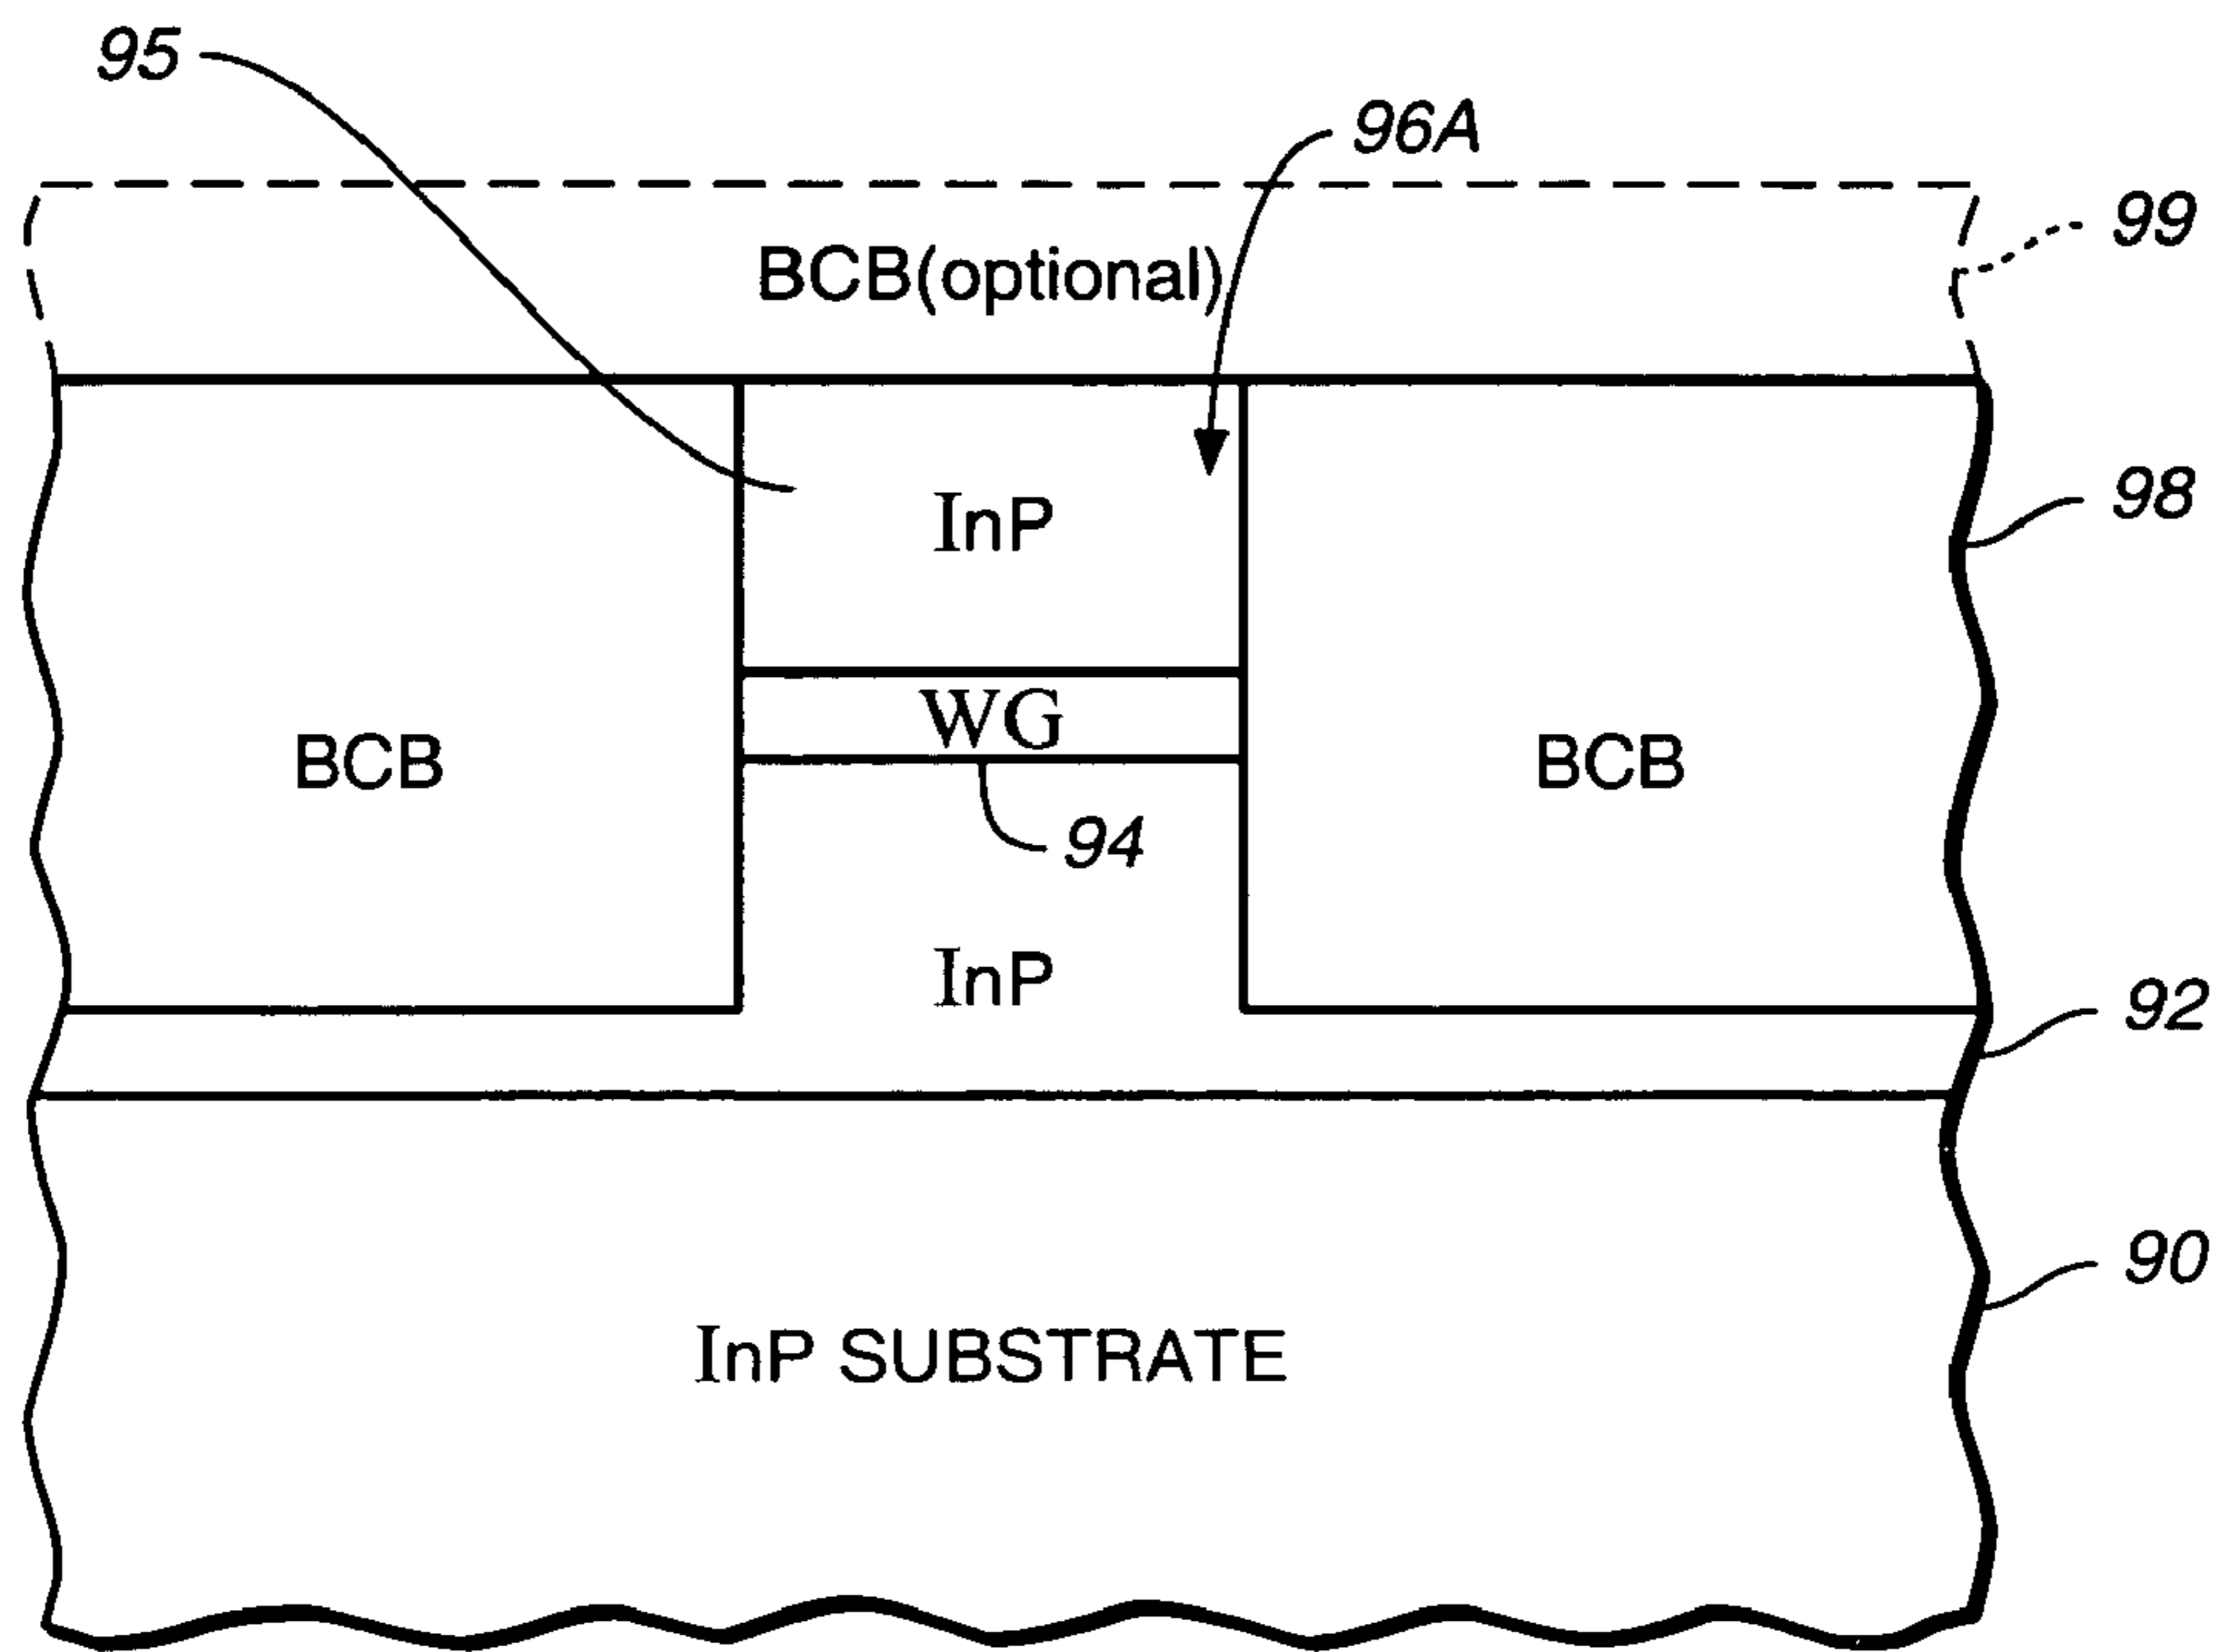 95
96A
99
BCB(optional)
98
InP
WG
BCB
BCB
94
InP
92
90
InP SUBSTRATE